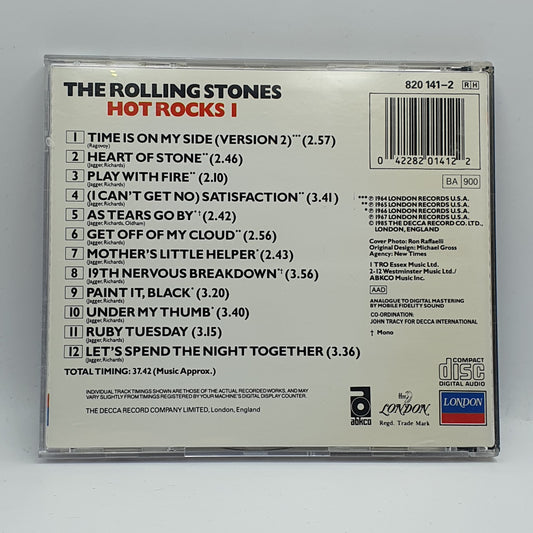 THE ROLLING STONES
HOT ROCKS 1
820 141-2 RH
1 TIME IS ON MY SIDE (VERSION 2)*** (2.57)
(Ragovoy)
2 HEART OF STONE** (2.46)
(Jagger, Richards)
3 PLAY WITH FIRE** (2.10)
(Jagger, Richards)
4 (I CAN'T GET NO) SATISFACTION** (3.41)
(Jagger, Richards)
5 AS TEARS GO BY*† (2.42)
(Jagger, Richards, Oldham)
6 GET OFF OF MY CLOUD** (2.56)
(Jagger, Richards)
7 MOTHER'S LITTLE HELPER* (2.43)
(Jagger, Richards)
8 19TH NERVOUS BREAKDOWN*† (3.56)
(Jagger, Richards)
9 PAINT IT, BLACK* (3.20)
(Jagger, Richards)
10 UNDER MY THUMB* (3.40)
(Jagger, Richards)
11 RUBY TUESDAY (3.15)
(Jagger, Richards)
12 LET'S SPEND THE NIGHT TOGETHER (3.36)
(Jagger, Richards)
TOTAL TIMING: 37.42 (Music Approx.)
INDIVIDUAL TRACK TIMINGS SHOWN ARE THOSE OF THE ACTUAL RECORDED WORKS, AND MAY
VARY SLIGHTLY FROM TIMINGS REGISTERED BY YOUR MACHINE'S DIGITAL DISPLAY COUNTER.
THE DECCA RECORD COMPANY LIMITED, London, England
0 42282 01412 2
BA 900
*** ℗ 1964 LONDON RECORDS U.S.A.
** ℗ 1965 LONDON RECORDS U.S.A.
* ℗ 1966 LONDON RECORDS U.S.A.
℗ 1967 LONDON RECORDS U.S.A.
© 1985 THE DECCA RECORD CO. LTD.,
LONDON, ENGLAND
Cover Photo: Ron Raffaelli
Original Design: Michael Gross
Agency: New Times
1 TRO Essex Music Ltd.
2-12 Westminster Music Ltd./
ABKCO Music Inc.
AAD
ANALOGUE TO DIGITAL MASTERING
BY MOBILE FIDELITY SOUND
CO-ORDINATION:
JOHN TRACY FOR DECCA INTERNATIONAL
† Mono
COMPACT
disc
DIGITAL AUDIO
abkco
LONDON
Regd. Trade Mark
LONDON